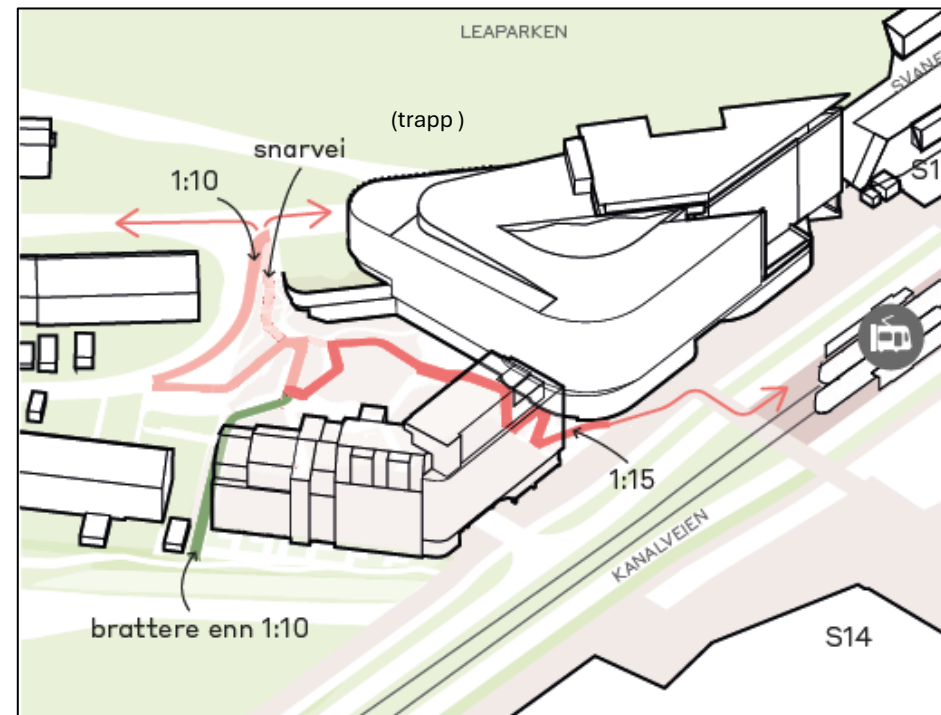 LEAPARKEN
SVANE
(trapp )
snarvei
1:10
S1
1:15
KANALVEIEN
brattere enn 1:10
S14